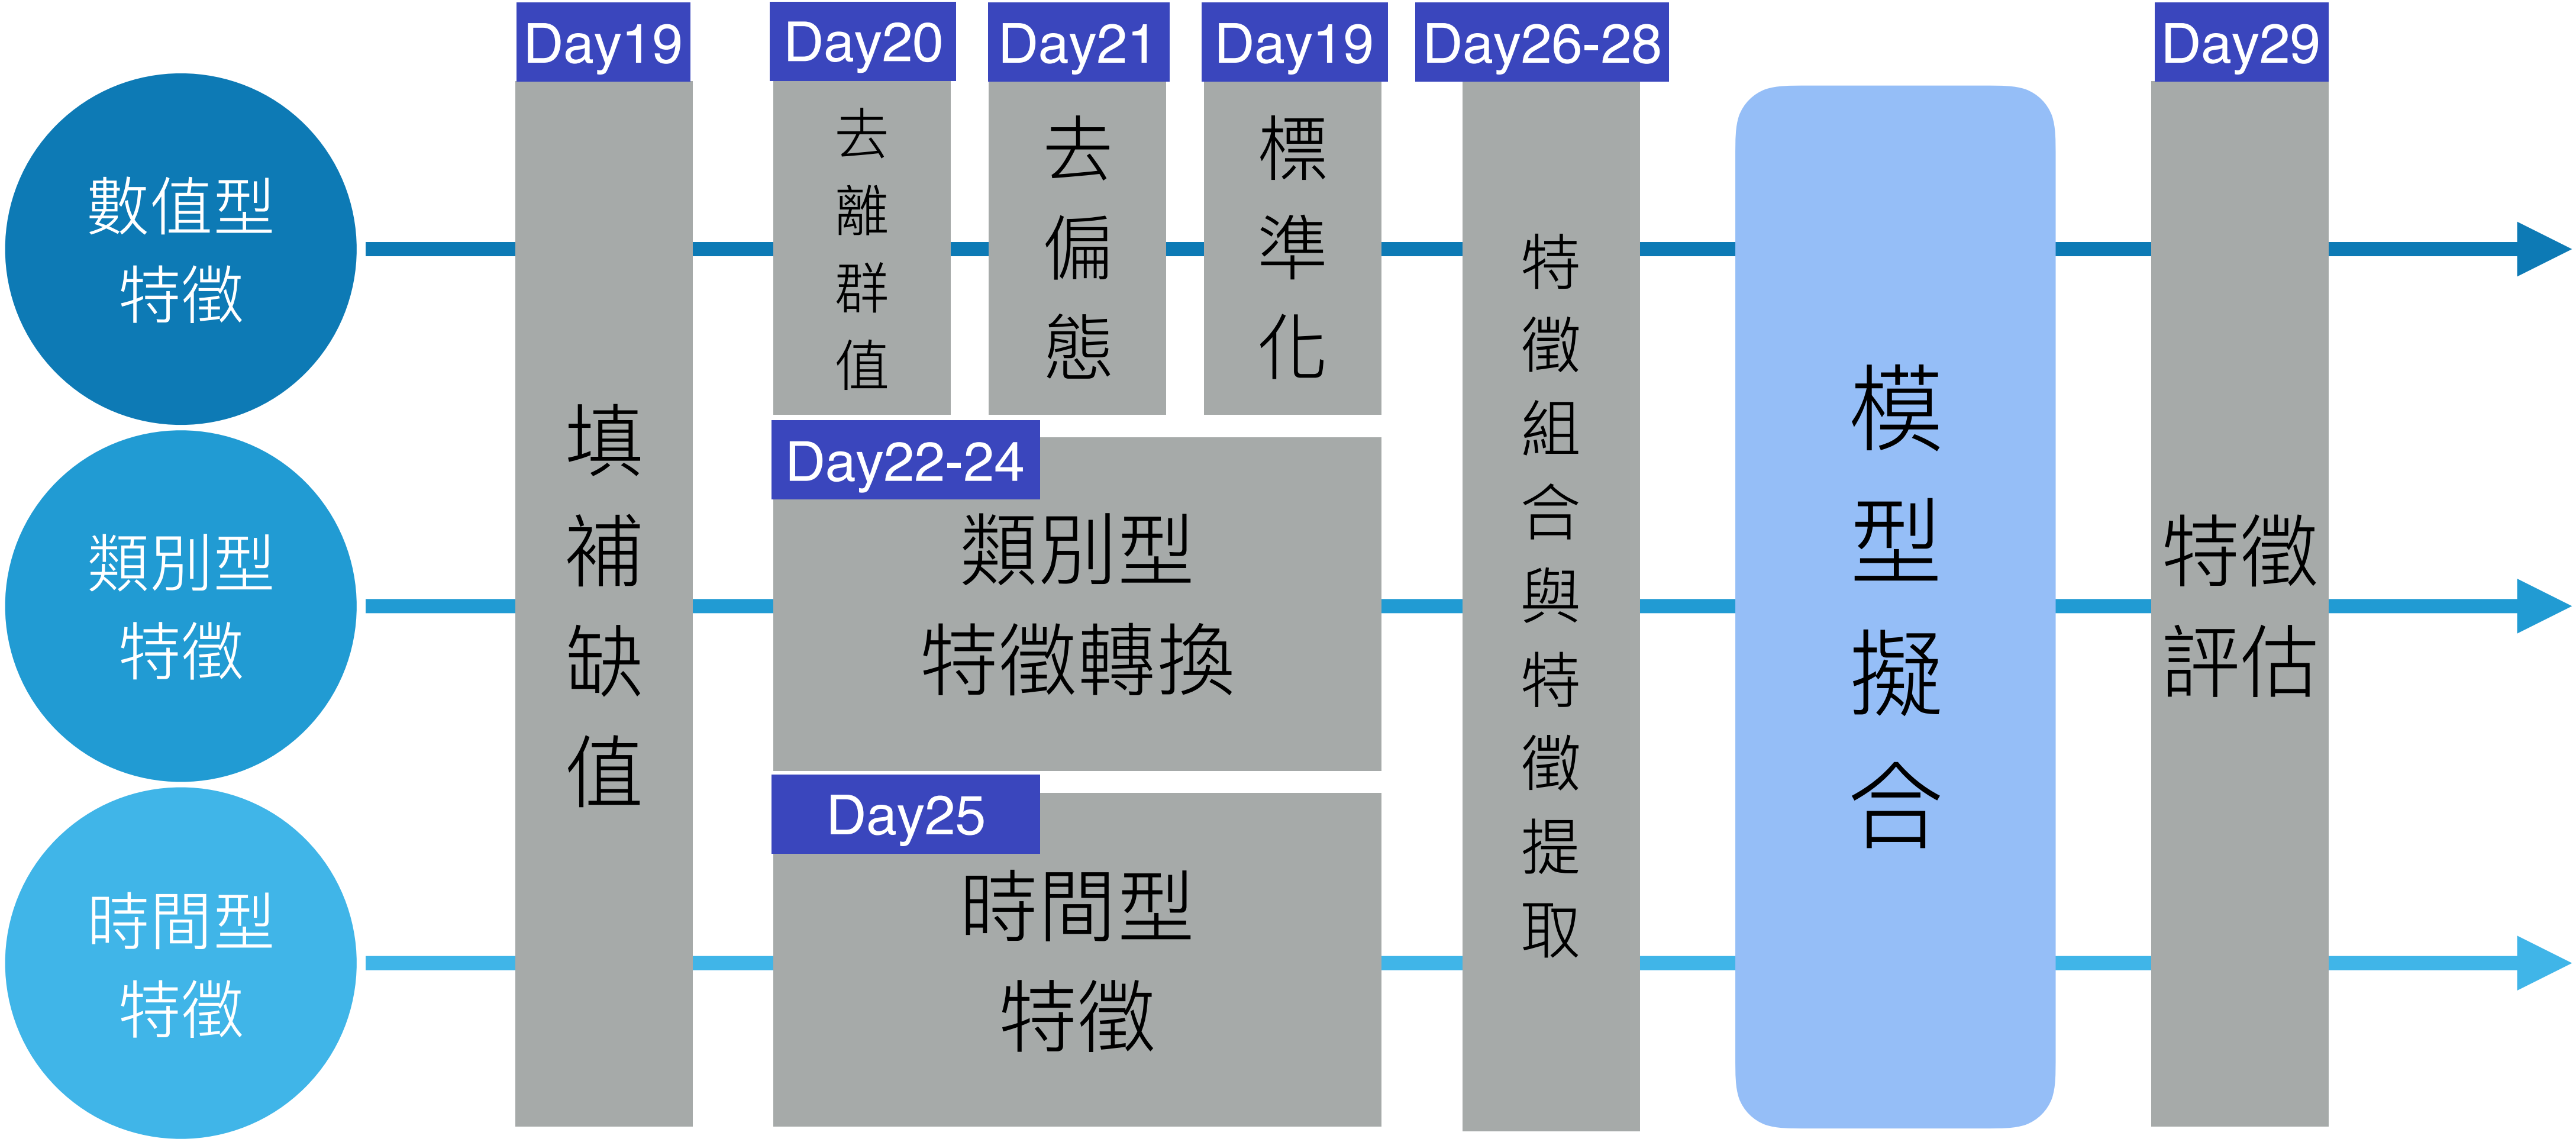 Day19
Day20
Day21
Day19
Day26-28
Day29
數值型
特徵
類別型
特徵
時間型
特徵
填補缺值
去離群值
去偏態
標準化
Day22-24
類別型
特徵轉換
Day25
時間型
特徵
特徵組合與特徵提取
模型擬合
特徵
評估